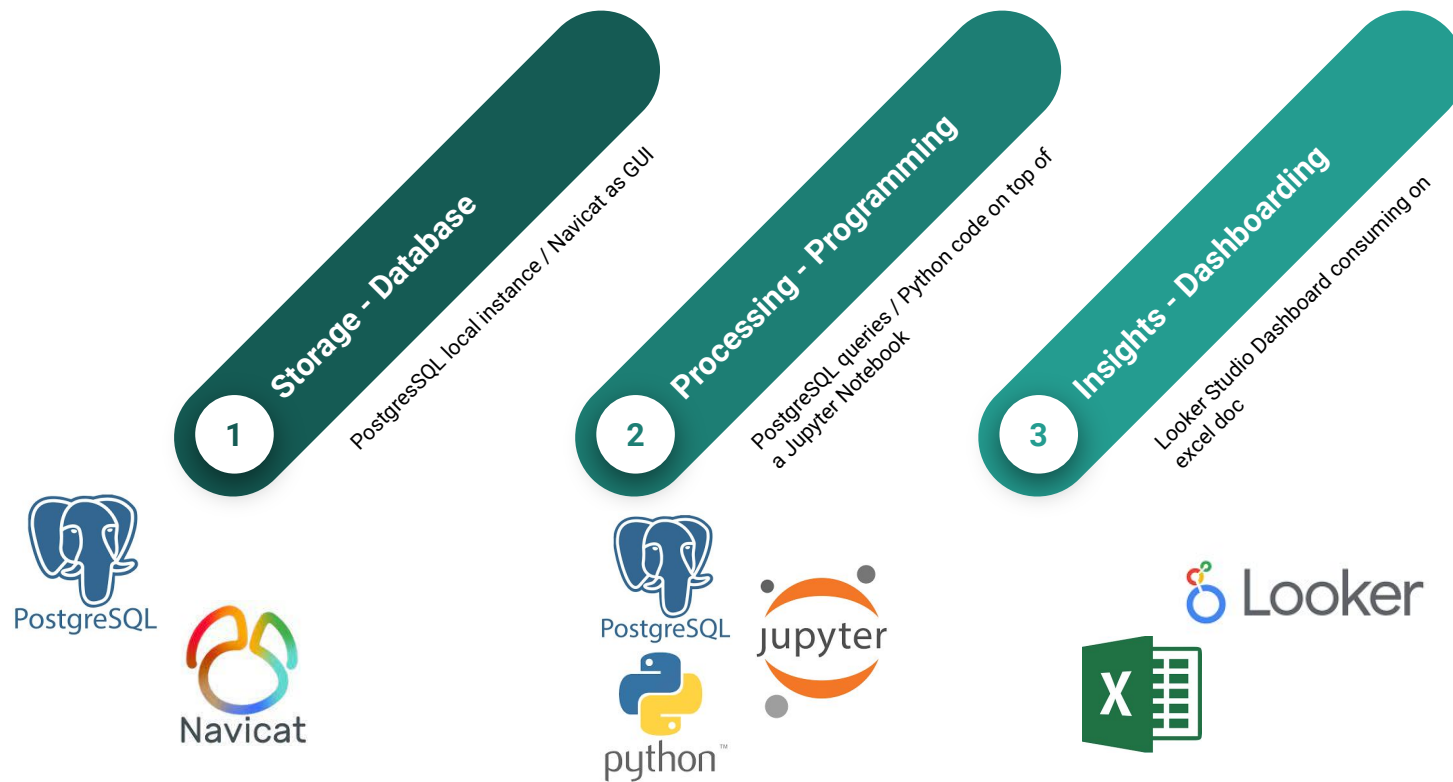 1
Storage - Database
PostgresSQL local instance / Navicat as GUI
PostgreSQL
Navicat
2
Processing - Programming
PostgreSQL queries / Python code on top of
a Jupyter Notebook
PostgreSQL
jupyter
python™
3
Insights - Dashboarding
Looker Studio Dashboard consuming on
excel doc
Looker
X